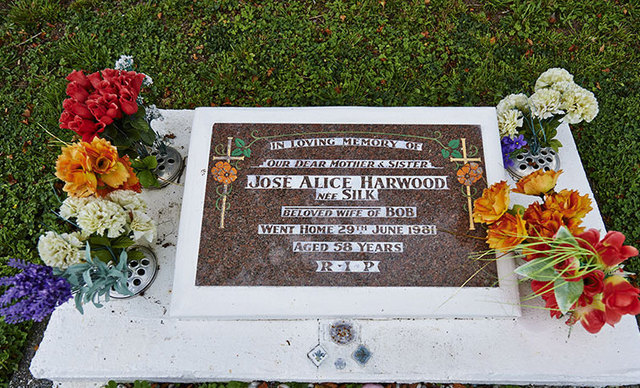 IN LOVING MEMORY OF
"OUR DEAR MOTHER & SISTER"
JOSE ALICE HARWOOD
NÉE SILK
BELOVED WIFE OF BOB
WENT HOME 29TH JUNE 1981
AGED 58 YEARS
R-I-P